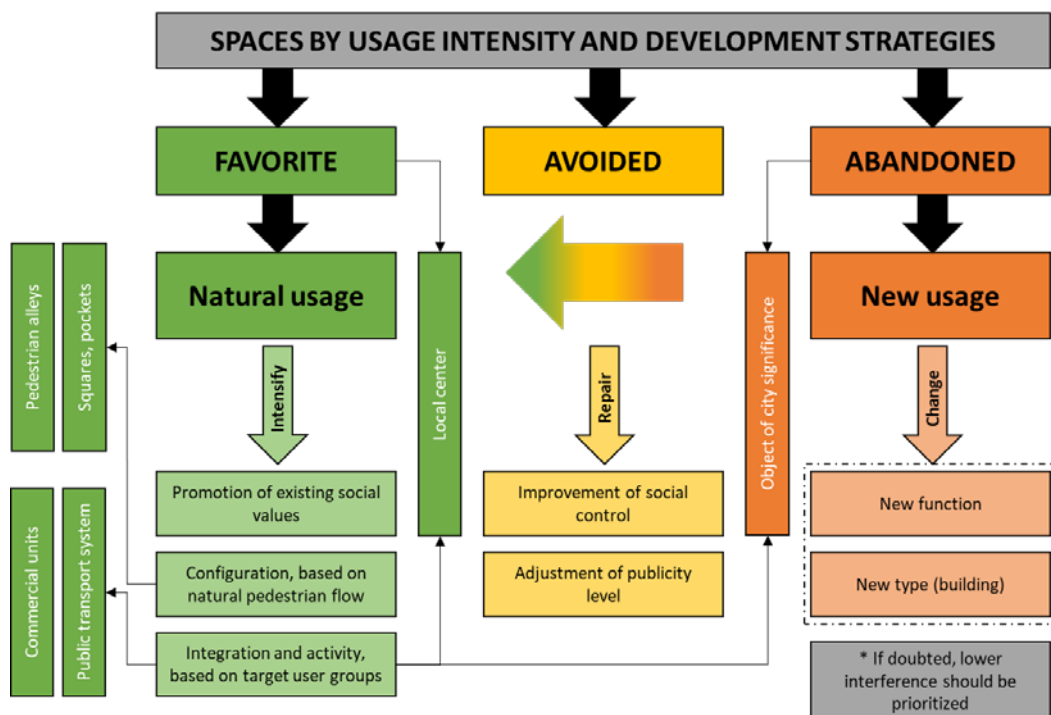 SPACES BY USAGE INTENSITY AND DEVELOPMENT STRATEGIES
FAVORITE
AVOIDED
ABANDONED
Natural usage
New usage
Pedestrian alleys
Squares, pockets
Local center
Object of city significance
Intensify
Repair
Change
Promotion of existing social
values
Improvement of social
control
New function
Commercial units
Public transport system
Configuration, based on
natural pedestrian flow
Adjustment of publicity
level
New type (building)
Integration and activity,
based on target user groups
* If doubted, lower
interference should be
prioritized